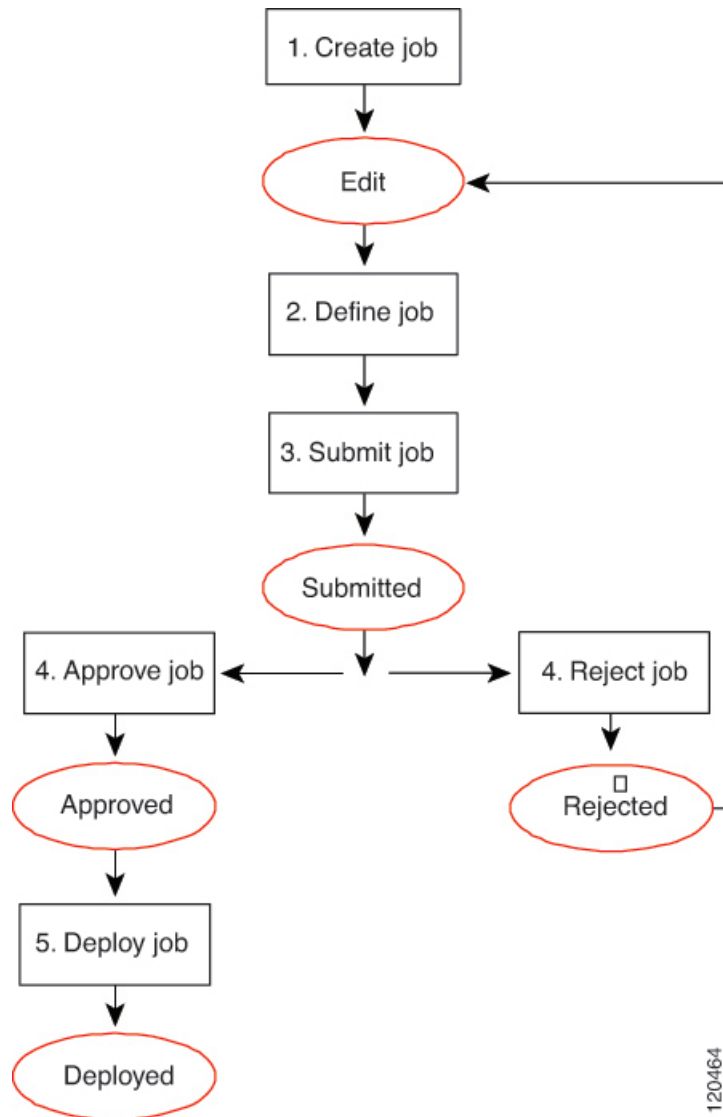 1. Create job
Edit
2. Define job
3. Submit job
Submitted
4. Approve job
4. Reject job
Approved
Rejected
5. Deploy job
Deployed
120464